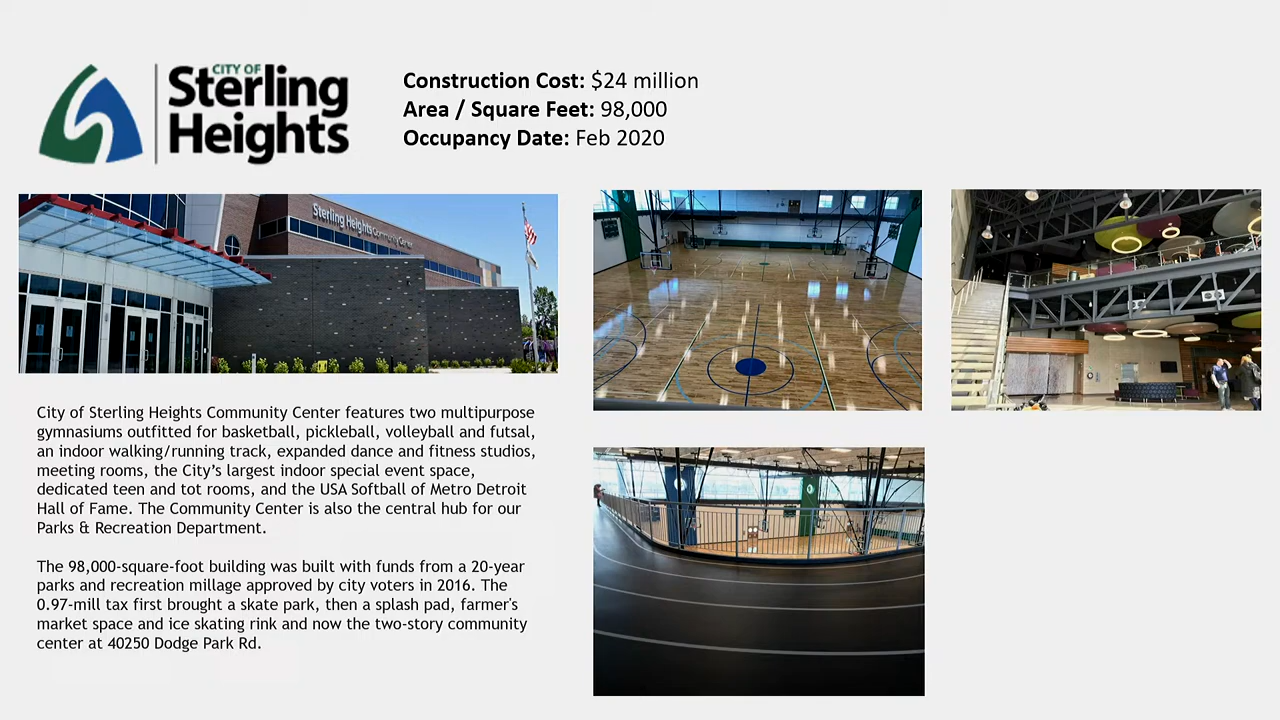 CITY OF
Sterling
Heights
Construction Cost: $24 million
Area / Square Feet: 98,000
Occupancy Date: Feb 2020
Sterling Heights Community Center
City of Sterling Heights Community Center features two multipurpose
gymnasiums outfitted for basketball, pickleball, volleyball and futsal,
an indoor walking/running track, expanded dance and fitness studios,
meeting rooms, the City’s largest indoor special event space,
dedicated teen and tot rooms, and the USA Softball of Metro Detroit
Hall of Fame. The Community Center is also the central hub for our
Parks & Recreation Department.
The 98,000-square-foot building was built with funds from a 20-year
parks and recreation millage approved by city voters in 2016. The
0.97-mill tax first brought a skate park, then a splash pad, farmer's
market space and ice skating rink and now the two-story community
center at 40250 Dodge Park Rd.